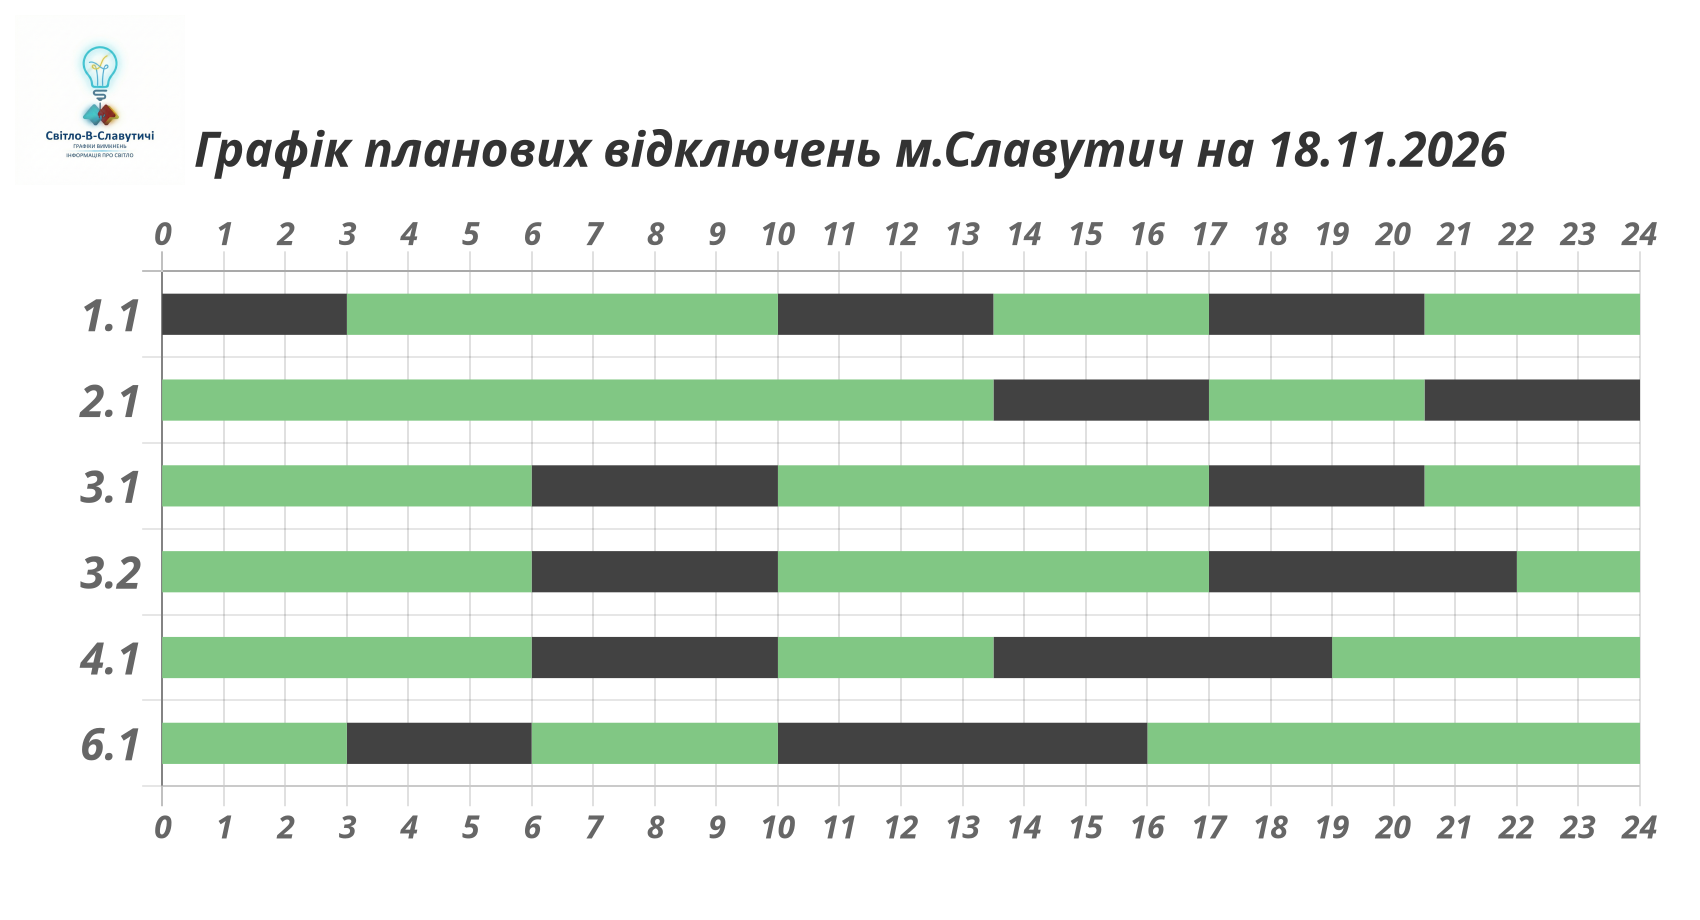 Світло-В-Славутичі
ГРАФІКИ ВИМКНЕНЬ
ІНФОРМАЦІЯ ПРО СВІТЛО
Графік планових відключень м.Славутич на 18.11.2026
0 1 2 3 4 5 6 7 8 9 10 11 12 13 14 15 16 17 18 19 20 21 22 23 24
1.1
2.1
3.1
3.2
4.1
6.1
0 1 2 3 4 5 6 7 8 9 10 11 12 13 14 15 16 17 18 19 20 21 22 23 24